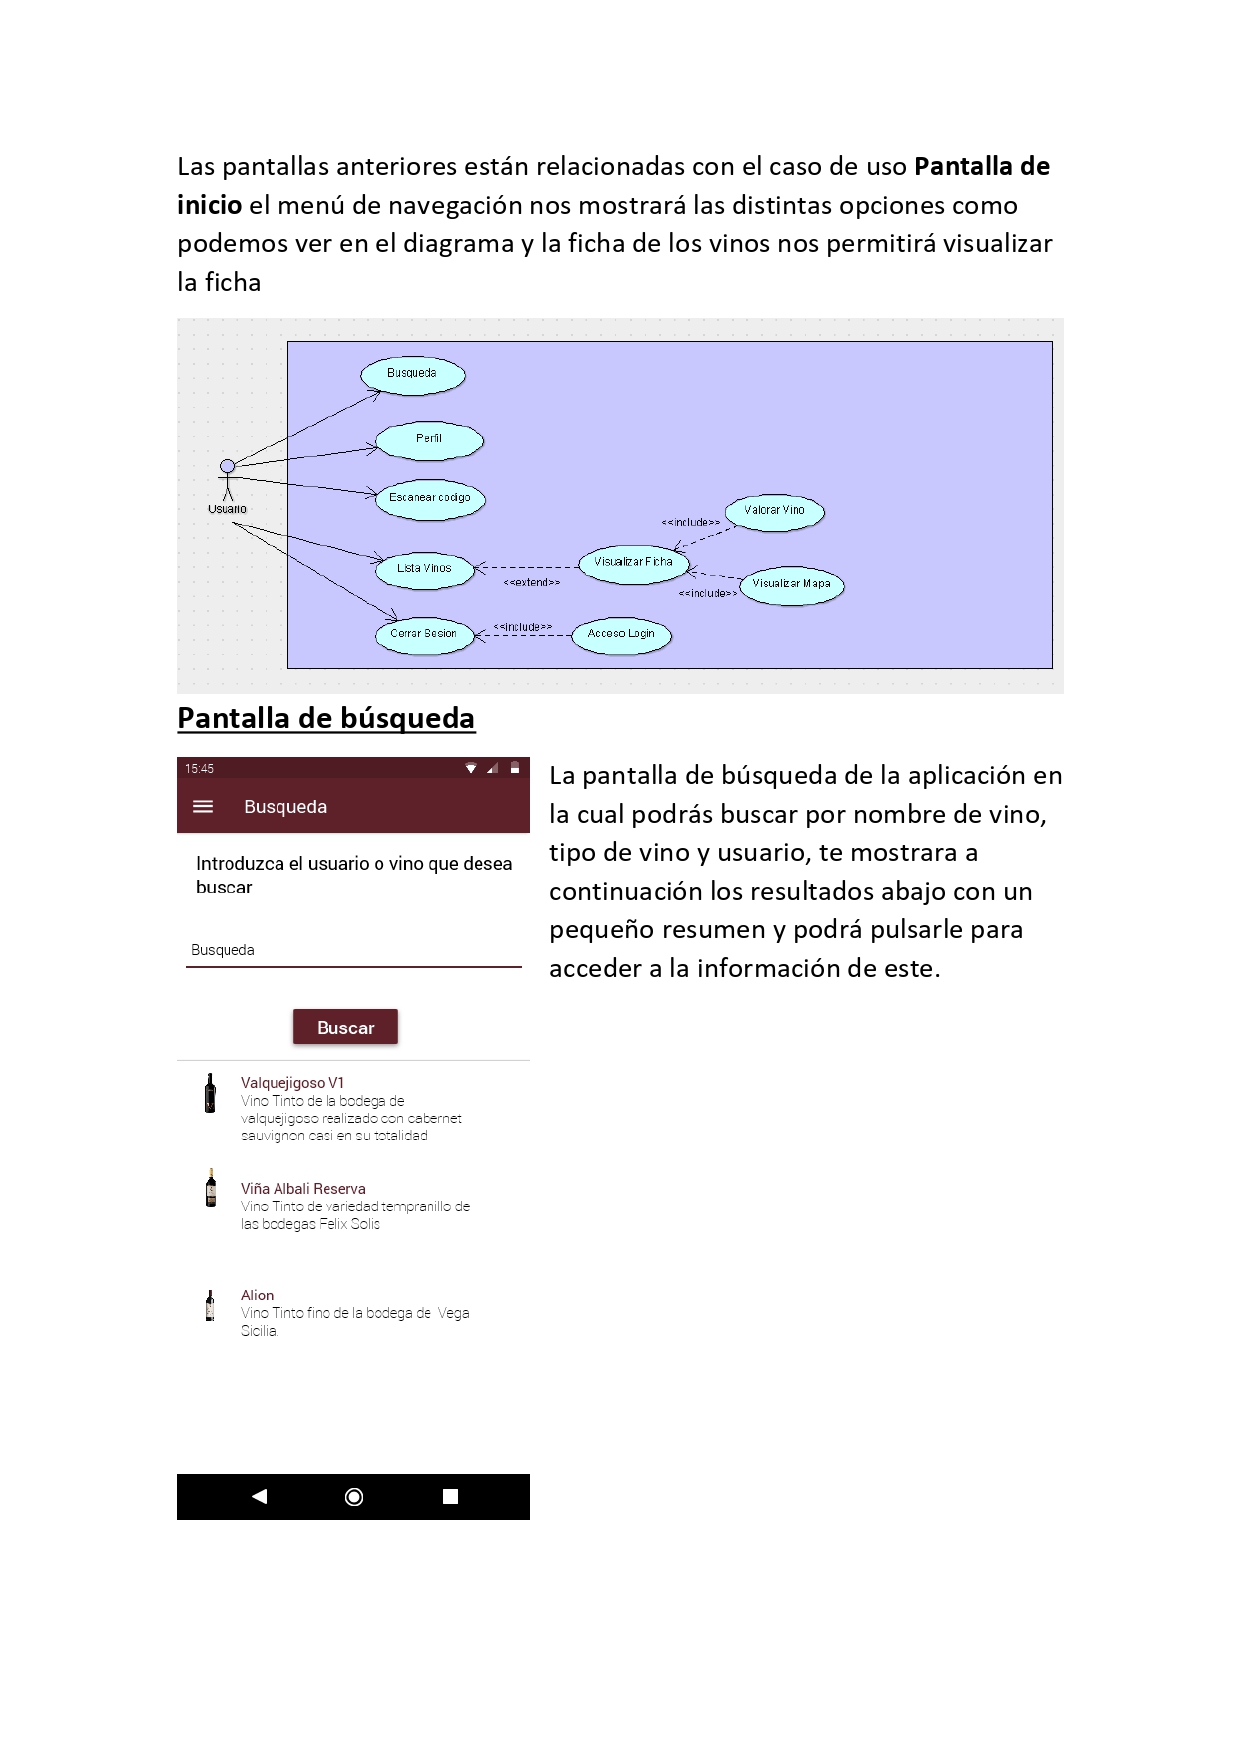 Las pantallas anteriores están relacionadas con el caso de uso Pantalla de
inicio el menú de navegación nos mostrará las distintas opciones como
podemos ver en el diagrama y la ficha de los vinos nos permitirá visualizar
la ficha
Busqueda
Perfil
Escanear codigo
Usuario
Valorar Vino
<<include>>
Visualizar Ficha
Lista Vinos
<<extend>>
Visualizar Mapa
<<include>>
Cerrar Sesion
<<include>>
Acceso Login
Pantalla de búsqueda
15:45
Busqueda
Introduzca el usuario o vino que desea
buscar
Busqueda
Buscar
Valquejigoso V1
Vino Tinto de la bodega de
valquejigoso realizado con cabernet
sauvignon casi en su totalidad
Viña Albali Reserva
Vino Tinto de variedad tempranillo de
las bodegas Felix Solis
Alion
Vino Tinto fino de la bodega de Vega
Sicilia.
La pantalla de búsqueda de la aplicación en
la cual podrás buscar por nombre de vino,
tipo de vino y usuario, te mostrara a
continuación los resultados abajo con un
pequeño resumen y podrá pulsarle para
acceder a la información de este.